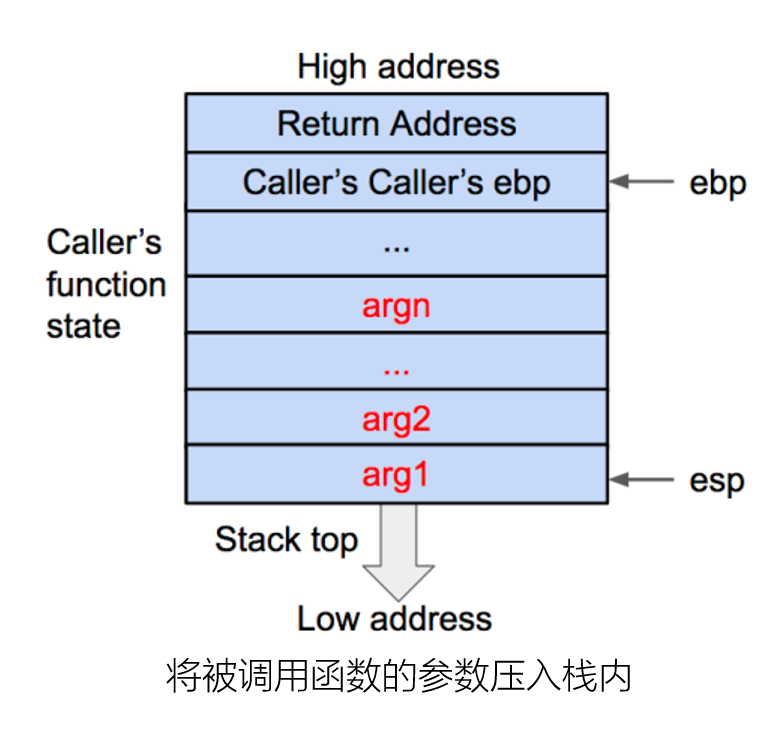 High address
Return Address
Caller's Caller's ebp
ebp
...
Caller's
function
state
argn
...
arg2
arg1
esp
Stack top
Low address
将被调用函数的参数压入栈内